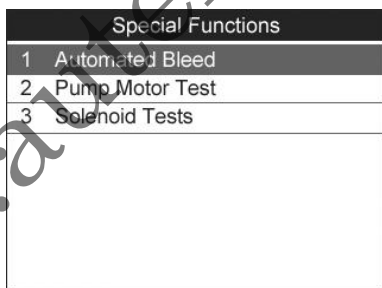 Special Functions
1 Automated Bleed
2 Pump Motor Test
3 Solenoid Tests